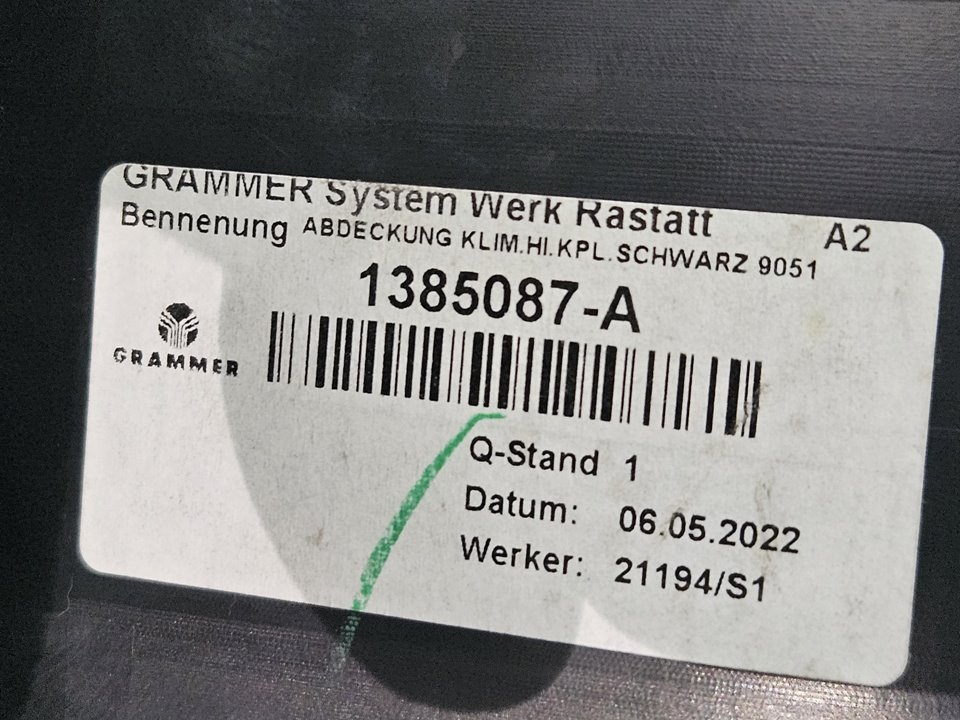 GRAMMER System Werk Rastatt A2
Bennenung ABDECKUNG KLIM.HI.KPL.SCHWARZ 9051
1385087-A
GRAMMER
Q-Stand 1
Datum: 06.05.2022
Werker: 21194/S1